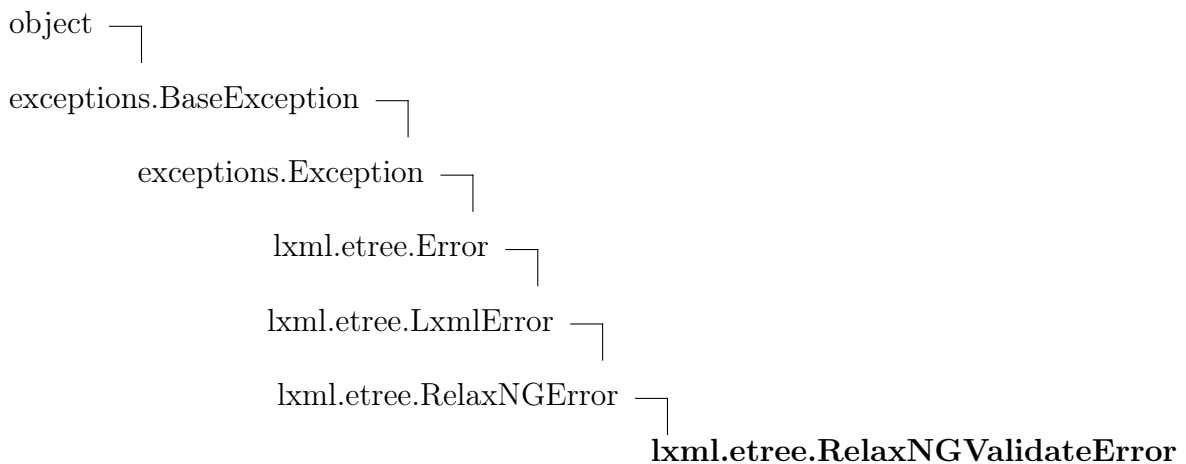 object
exceptions.BaseException
exceptions.Exception
lxml.etree.Error
lxml.etree.LxmlError
lxml.etree.RelaxNGError
lxml.etree.RelaxNGValidateError